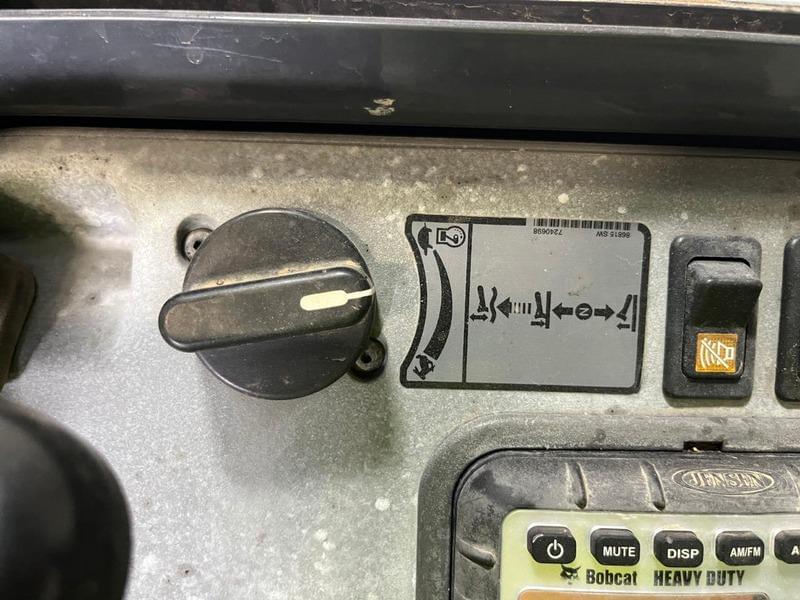 86815 SW
7240698
N
JENSEN
MUTE
DISP
AM/FM
A
Bobcat HEAVY DUTY